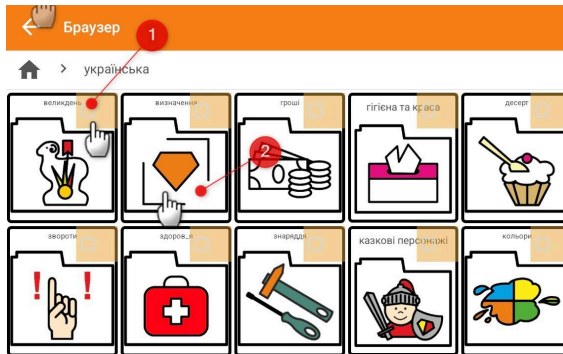 Браузер
1
українська
великдень
визначення
гроші
гігієна та краса
десерт
2
звороти
здоров_я
знаряддя
казкові персонажі
кольори